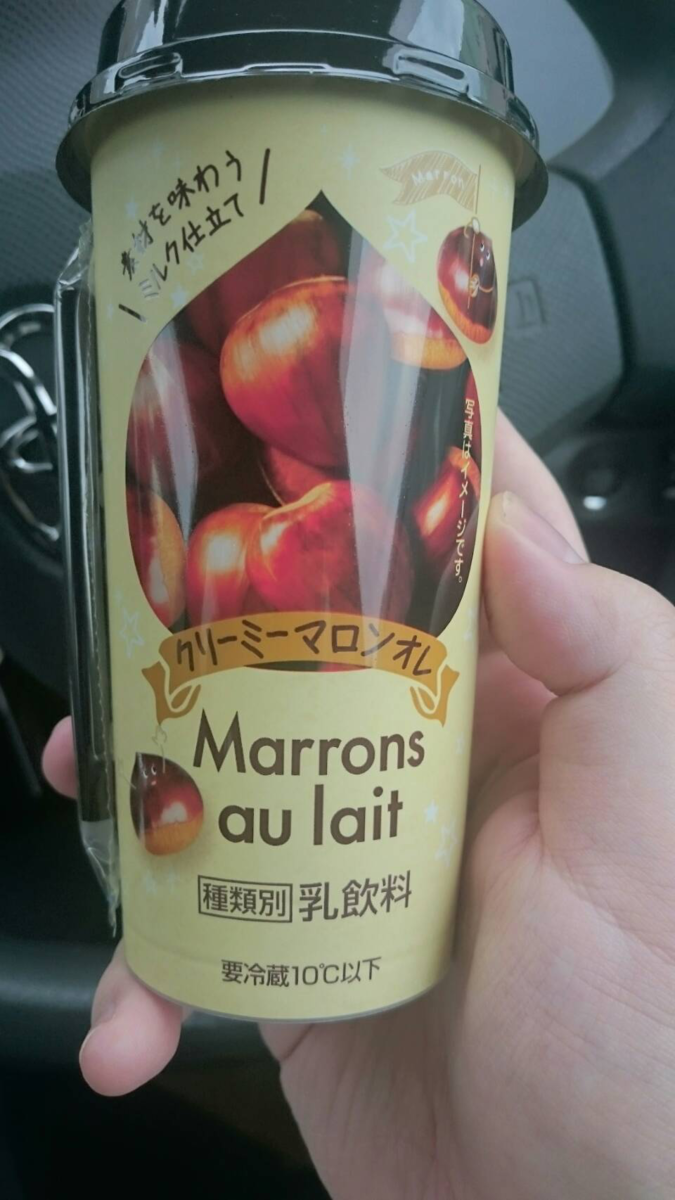 素材を味わう
ミルク仕立て
Marron
写真はイメージです。
クリーミーマロンオレ
Marrons
au lait
種類別 乳飲料
要冷蔵10℃以下